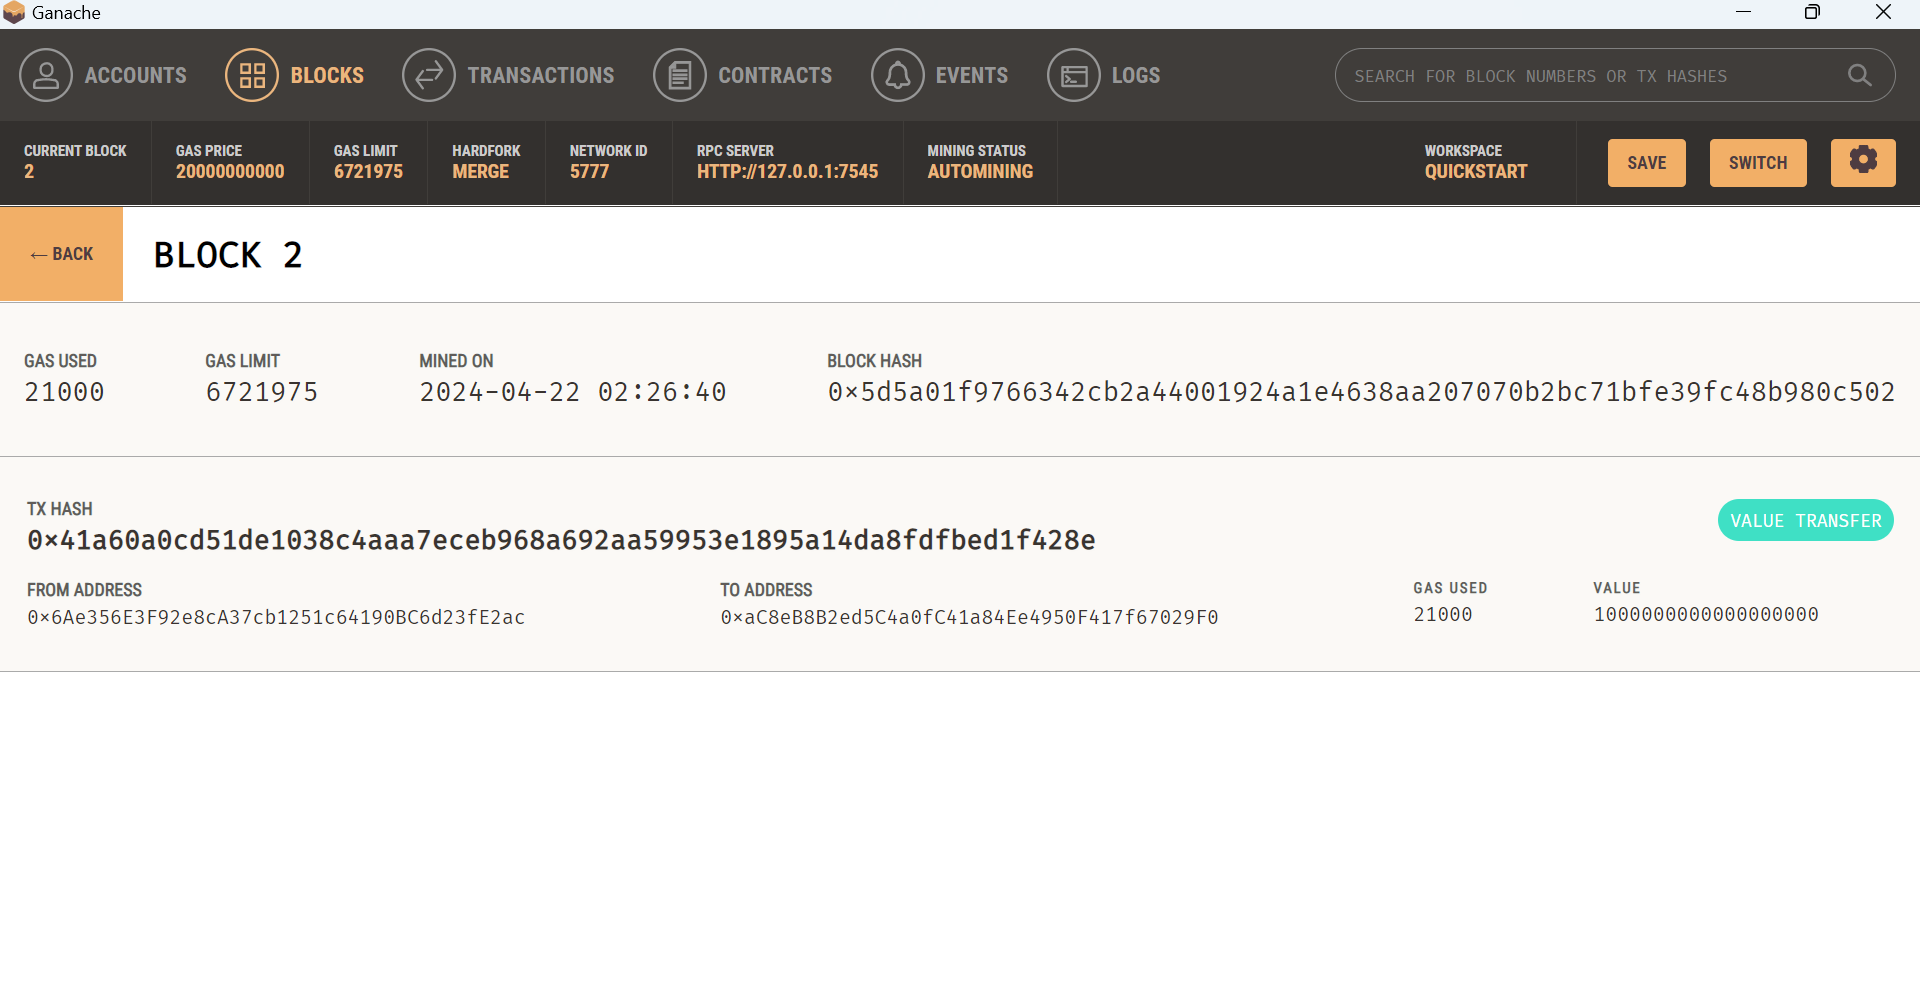 Ganache
ACCOUNTS BLOCKS TRANSACTIONS CONTRACTS EVENTS LOGS SEARCH FOR BLOCK NUMBERS OR TX HASHES
CURRENT BLOCK GAS PRICE GAS LIMIT HARDFORK NETWORK ID RPC SERVER MINING STATUS WORKSPACE
2 20000000000 6721975 MERGE 5777 HTTP://127.0.0.1:7545 AUTOMINING QUICKSTART SAVE SWITCH
← BACK BLOCK 2
GAS USED GAS LIMIT MINED ON BLOCK HASH
21000 6721975 2024-04-22 02:26:40 0×5d5a01f9766342cb2a44001924a1e4638aa207070b2bc71bfe39fc48b980c502
TX HASH
0×41a60a0cd51de1038c4aaa7eceb968a692aa59953e1895a14da8fdfbed1f428e VALUE TRANSFER
FROM ADDRESS TO ADDRESS GAS USED VALUE
0×6Ae356E3F92e8cA37cb1251c64190BC6d23fE2ac 0×aC8eB8B2ed5C4a0fC41a84Ee4950F417f67029F0 21000 1000000000000000000